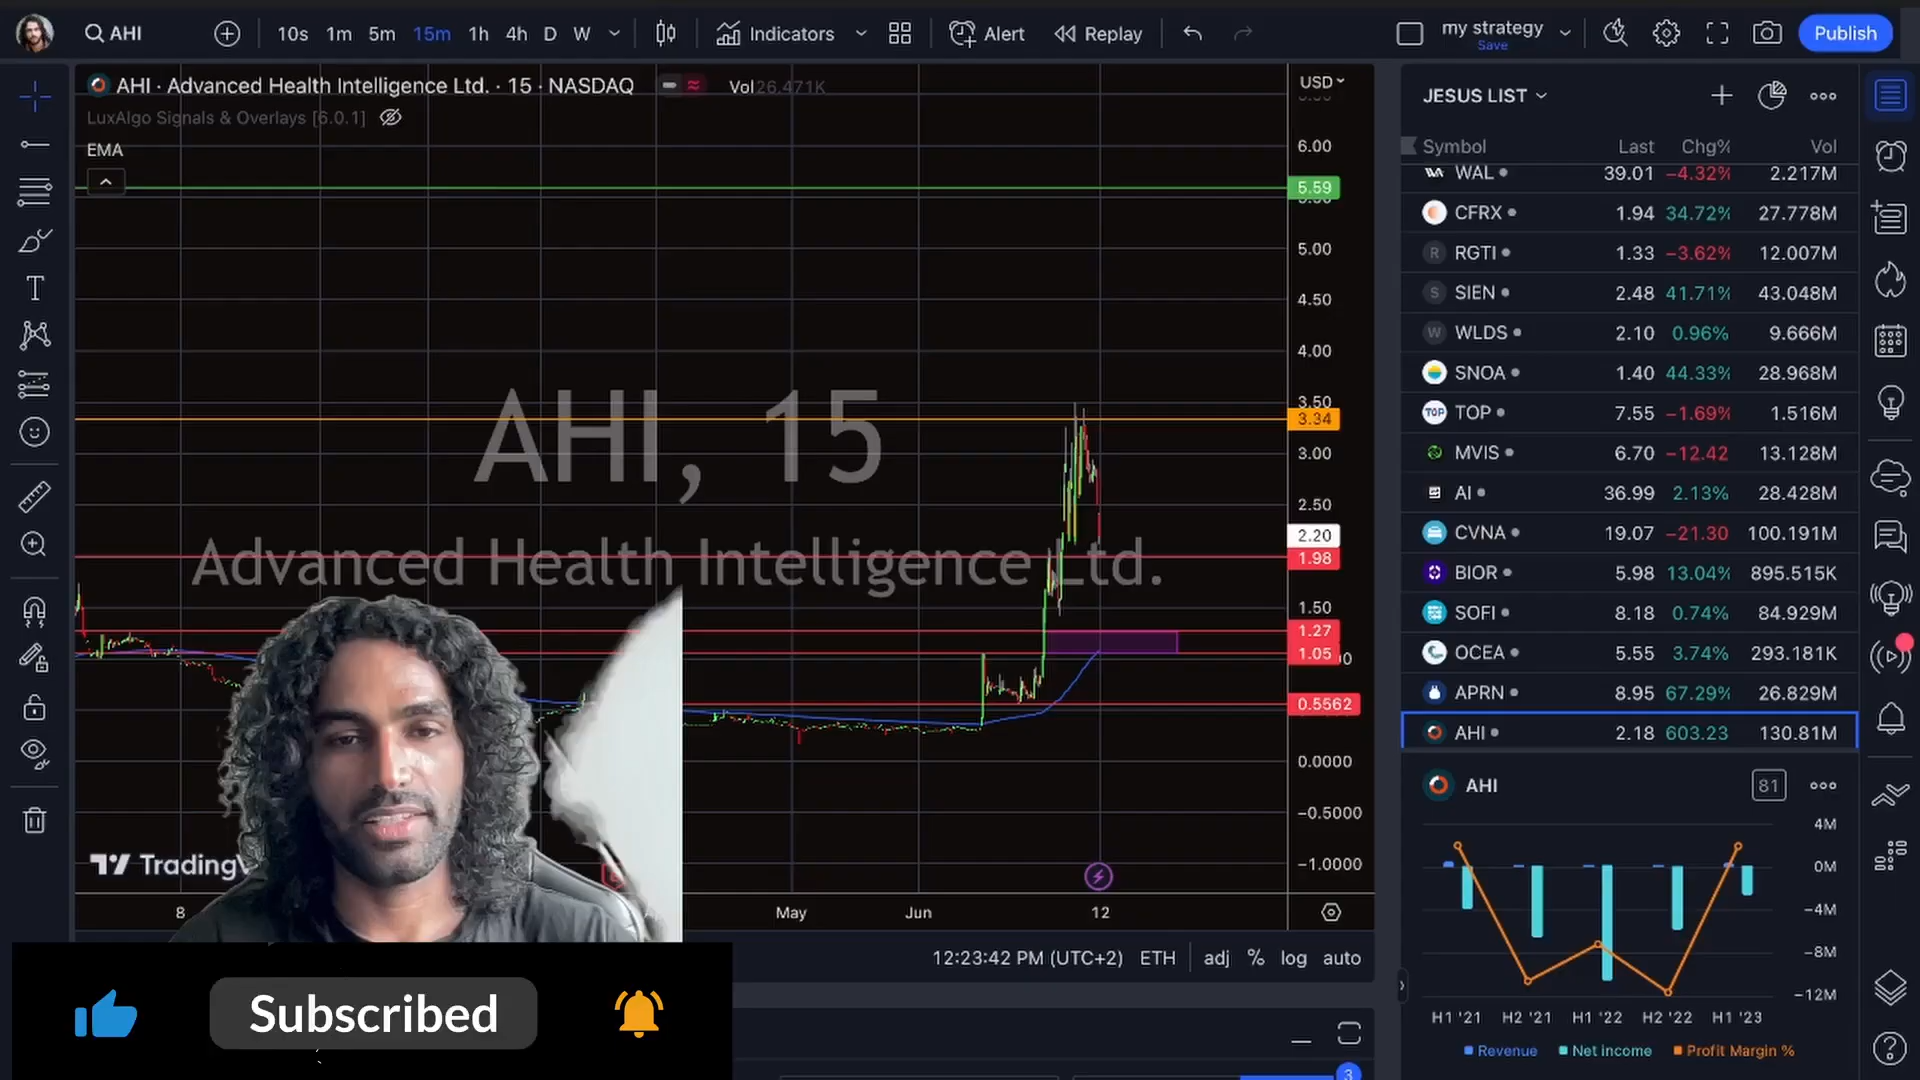 AHI
10s 1m 5m 15m 1h 4h D W
Indicators
Alert
Replay
my strategy
Save
Publish
AHI · Advanced Health Intelligence Ltd. · 15 · NASDAQ
Vol 26.471K
LuxAlgo Signals & Overlays [6.0.1]
EMA
USD
6.00
5.59
5.00
4.50
4.00
3.50
3.34
3.00
2.50
2.20
1.98
1.50
1.27
1.05
0.5562
0.0000
−0.5000
−1.0000
AHI, 15
Advanced Health Intelligence Ltd.
TradingV
8 May Jun 12
12:23:42 PM (UTC+2) ETH adj % log auto
Subscribed
3
JESUS LIST
Symbol Last Chg% Vol
WAL 39.01 −4.32% 2.217M
CFRX 1.94 34.72% 27.778M
R RGTI 1.33 −3.62% 12.007M
S SIEN 2.48 41.71% 43.048M
W WLDS 2.10 0.96% 9.666M
SNOA 1.40 44.33% 28.968M
TOP TOP 7.55 −1.69% 1.516M
MVIS 6.70 −12.42 13.128M
AI 36.99 2.13% 28.428M
CVNA 19.07 −21.30 100.191M
BIOR 5.98 13.04% 895.515K
SOFI 8.18 0.74% 84.929M
OCEA 5.55 3.74% 293.181K
APRN 8.95 67.29% 26.829M
AHI 2.18 603.23 130.81M
AHI 81
4M
0M
−4M
−8M
−12M
H1 '21 H2 '21 H1 '22 H2 '22 H1 '23
Revenue Net income Profit Margin %